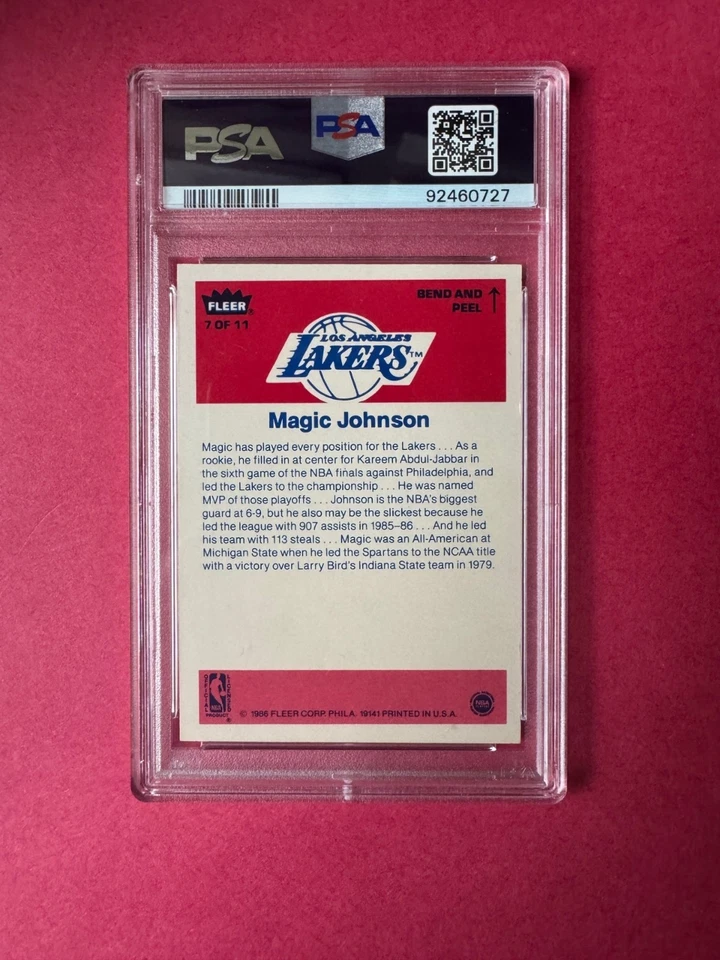 PSA
PSA
92460727
FLEER
7 OF 11
BEND AND
PEEL
LOS ANGELES
LAKERS™
Magic Johnson
Magic has played every position for the Lakers . . . As a
rookie, he filled in at center for Kareem Abdul-Jabbar in
the sixth game of the NBA finals against Philadelphia, and
led the Lakers to the championship . . . He was named
MVP of those playoffs . . . Johnson is the NBA's biggest
guard at 6-9, but he also may be the slickest because he
led the league with 907 assists in 1985–86 . . . And he led
his team with 113 steals . . . Magic was an All-American at
Michigan State when he led the Spartans to the NCAA title
with a victory over Larry Bird's Indiana State team in 1979.
OFFICIAL
LICENSED
NBA
PRODUCT
®
© 1986 FLEER CORP. PHILA. 19141 PRINTED IN U.S.A.
NBA